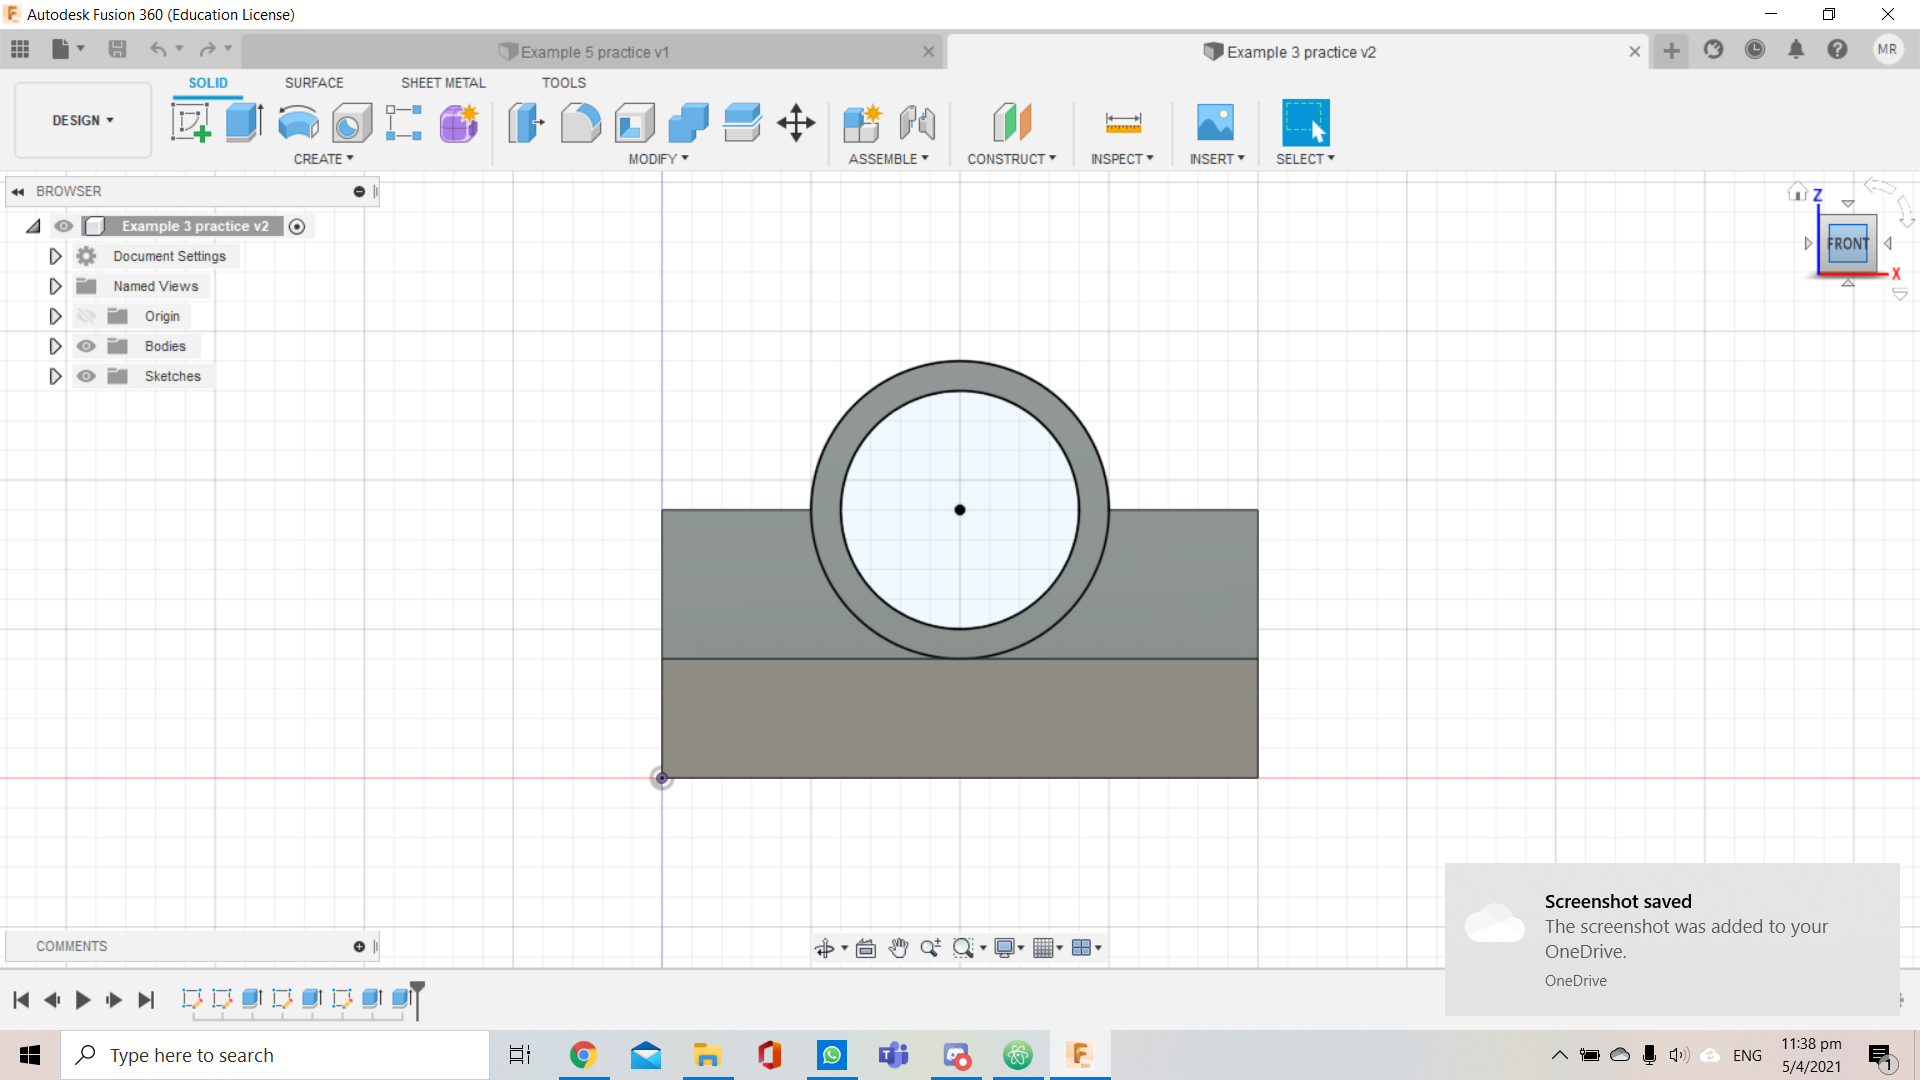 Autodesk Fusion 360 (Education License)
Example 5 practice v1
Example 3 practice v2
MR
DESIGN
SOLID
SURFACE
SHEET METAL
TOOLS
CREATE
MODIFY
ASSEMBLE
CONSTRUCT
INSPECT
INSERT
SELECT
BROWSER
Example 3 practice v2
Document Settings
Named Views
Origin
Bodies
Sketches
Z
FRONT
X
COMMENTS
Screenshot saved
The screenshot was added to your
OneDrive.
OneDrive
Type here to search
ENG
11:38 pm
5/4/2021
1